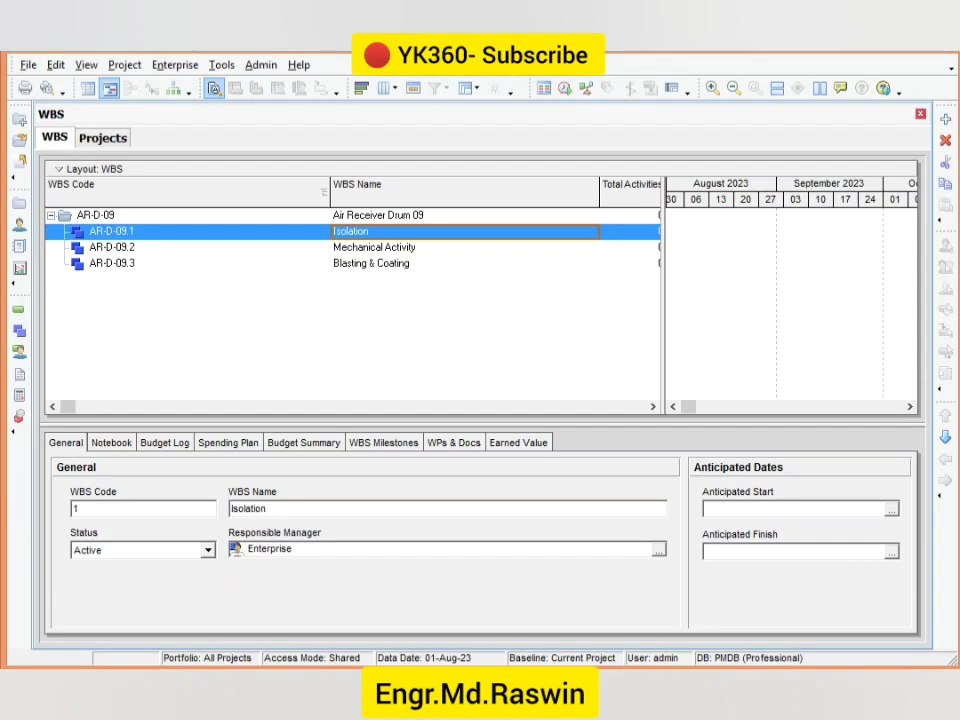 YK360- Subscribe
File Edit View Project Enterprise Tools Admin Help
WBS
WBS Projects
Layout: WBS
WBS Code WBS Name Total Activities August 2023 September 2023
30 06 13 20 27 03 10 17 24 01
AR-D-09 Air Receiver Drum 09
AR-D-09.1 Isolation
AR-D-09.2 Mechanical Activity
AR-D-09.3 Blasting & Coating
General Notebook Budget Log Spending Plan Budget Summary WBS Milestones WPs & Docs Earned Value
General Anticipated Dates
WBS Code WBS Name Anticipated Start
1 Isolation
Status Responsible Manager Anticipated Finish
Active Enterprise
Portfolio: All Projects Access Mode: Shared Data Date: 01-Aug-23 Baseline: Current Project User: admin DB: PMDB (Professional)
Engr.Md.Raswin